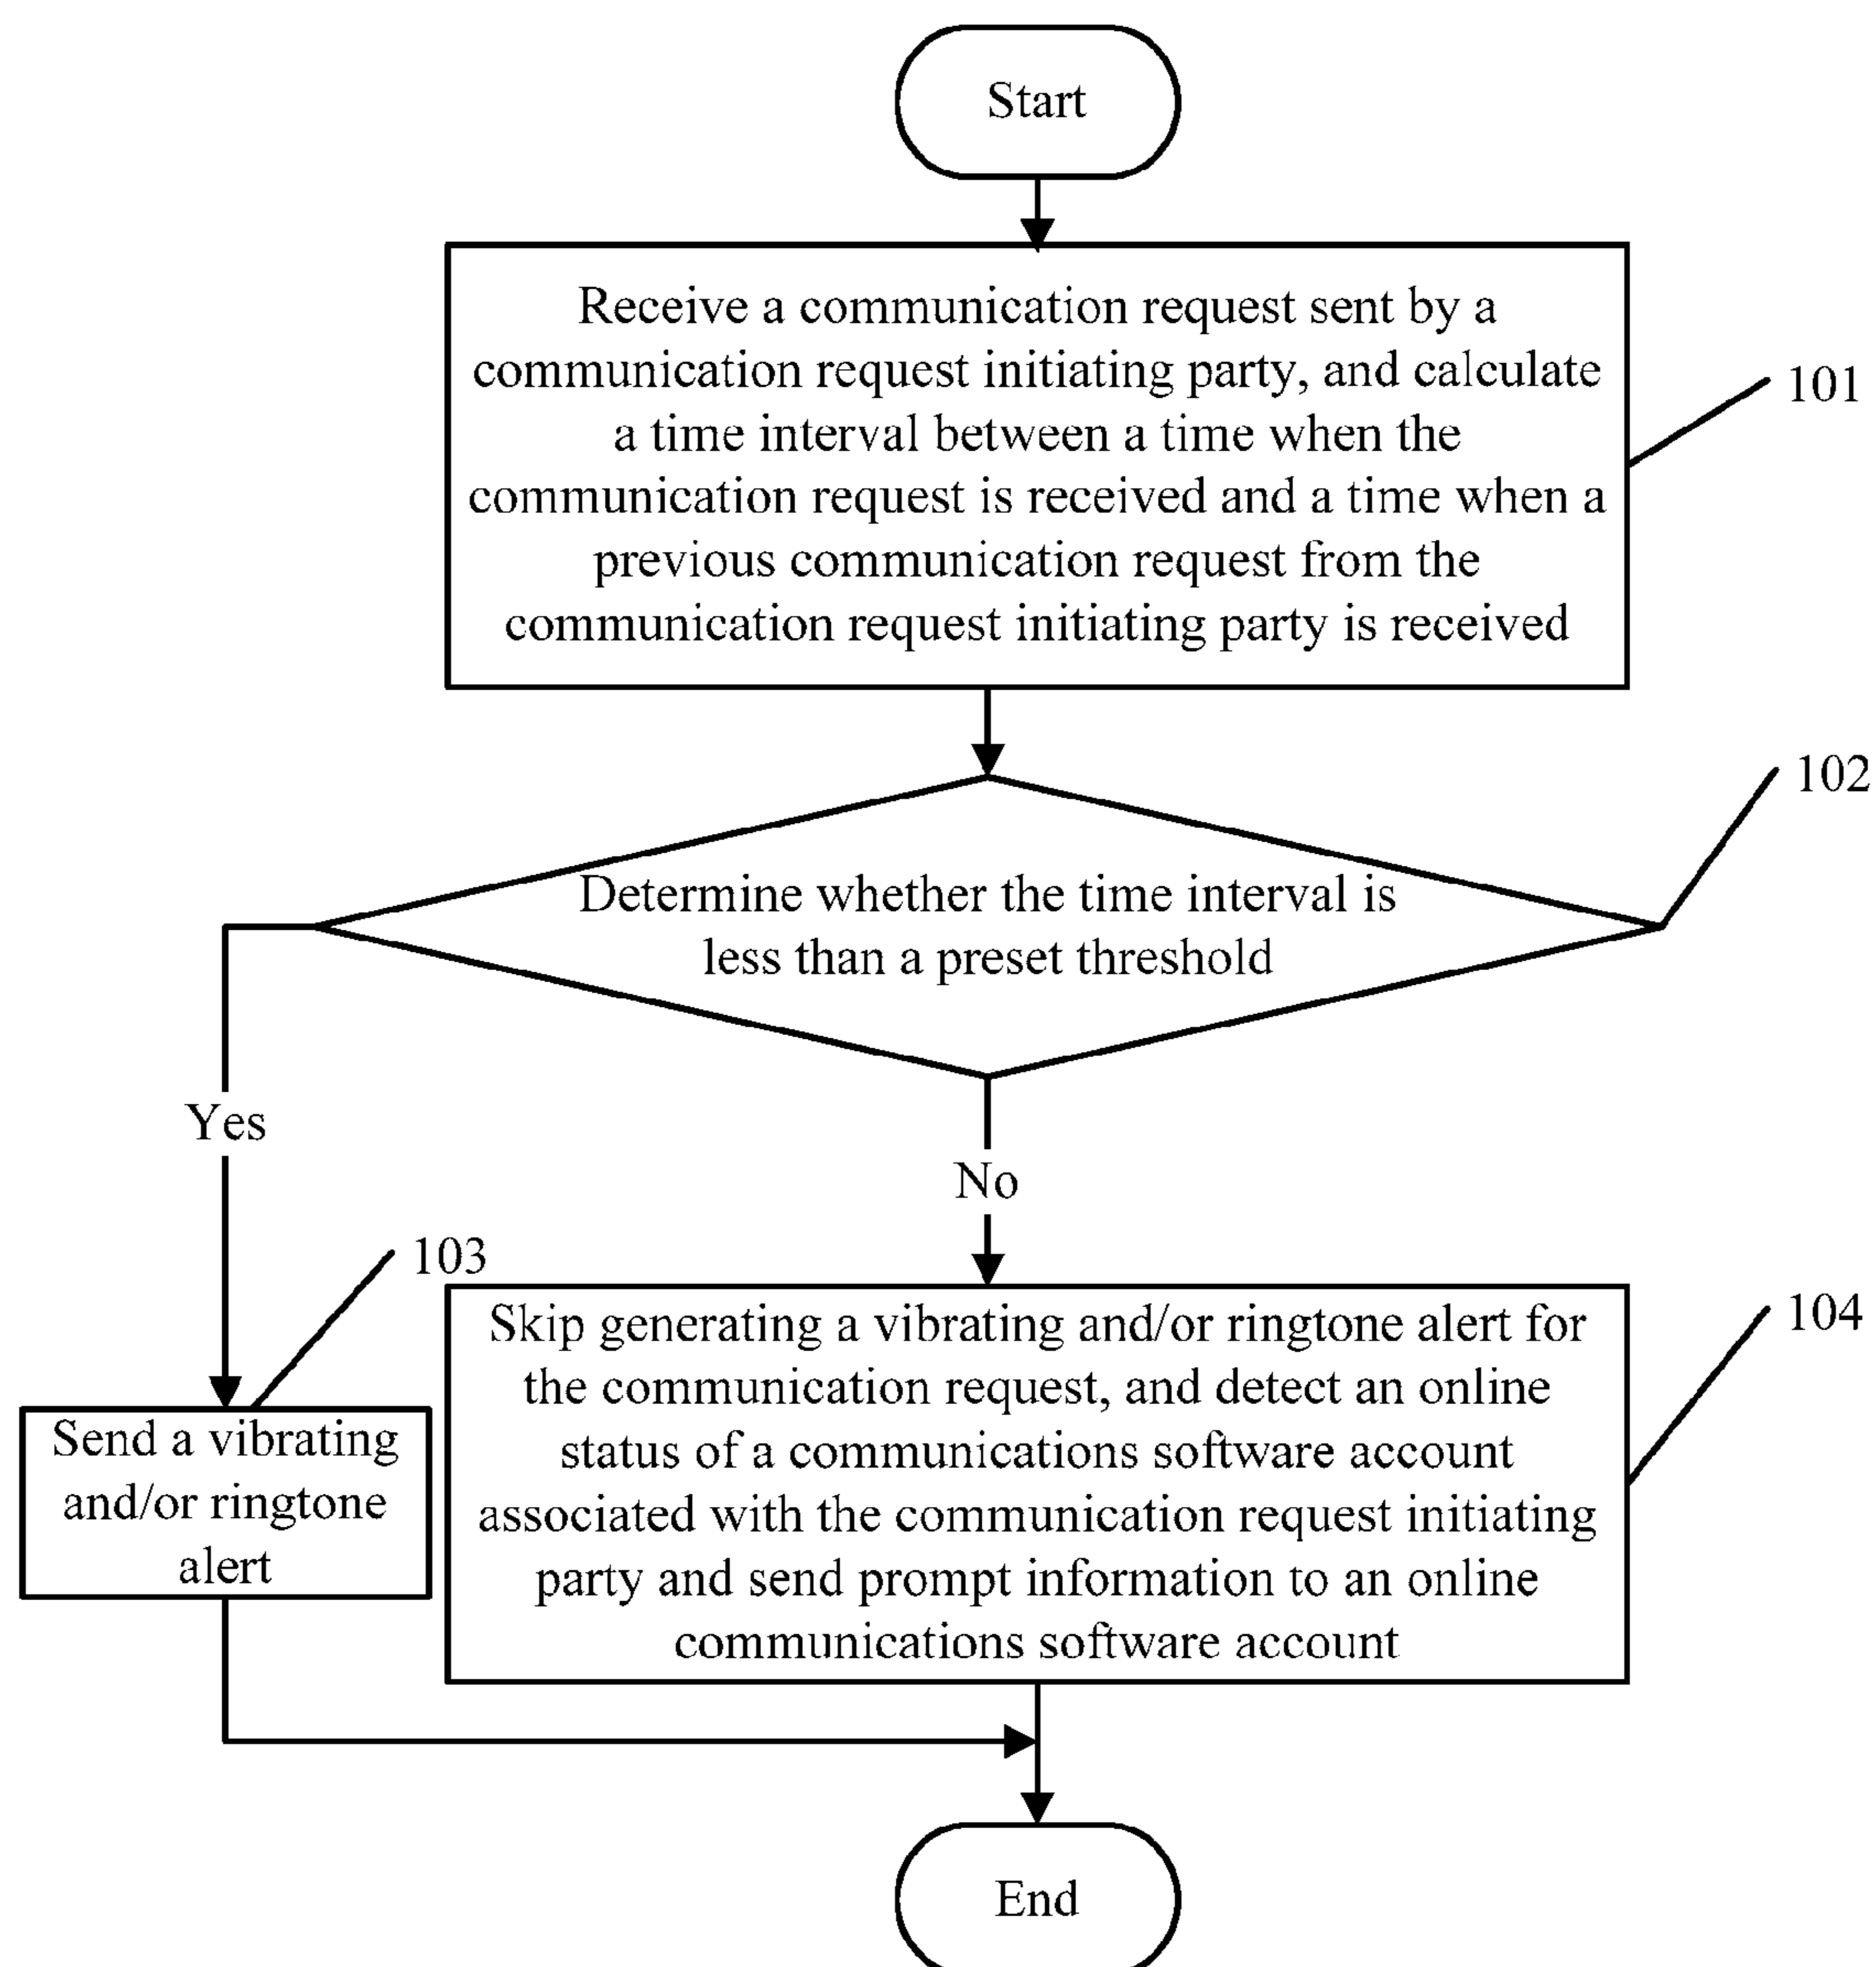 Start
Receive a communication request sent by a
communication request initiating party, and calculate
a time interval between a time when the
communication request is received and a time when a
previous communication request from the
communication request initiating party is received
101
102
Determine whether the time interval is
less than a preset threshold
Yes
No
103
Send a vibrating
and/or ringtone
alert
Skip generating a vibrating and/or ringtone alert for
the communication request, and detect an online
status of a communications software account
associated with the communication request initiating
party and send prompt information to an online
communications software account
104
End